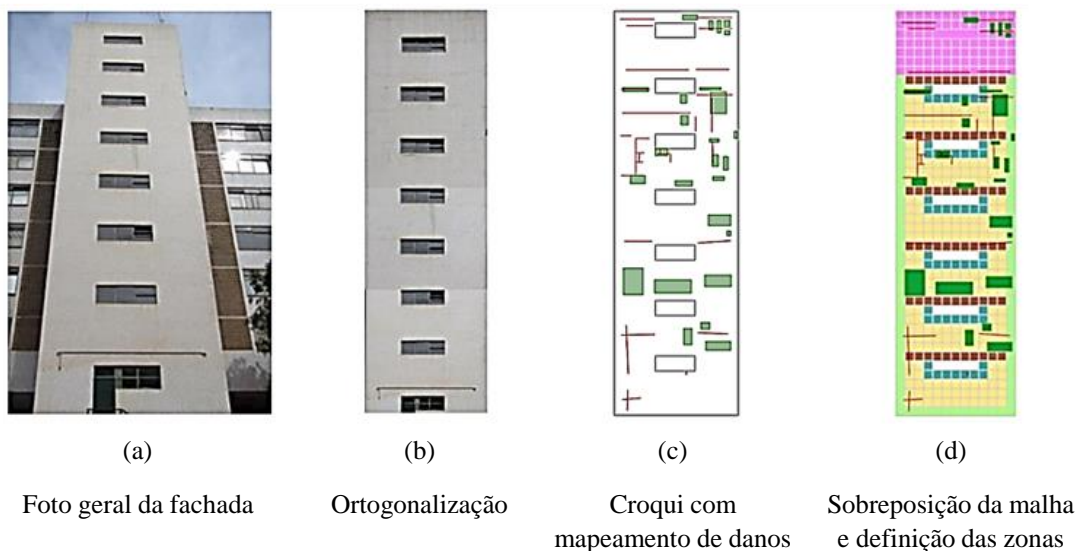 (a)
(b)
(c)
(d)
Foto geral da fachada
Ortogonalização
Croqui com
mapeamento de danos
Sobreposição da malha
e definição das zonas